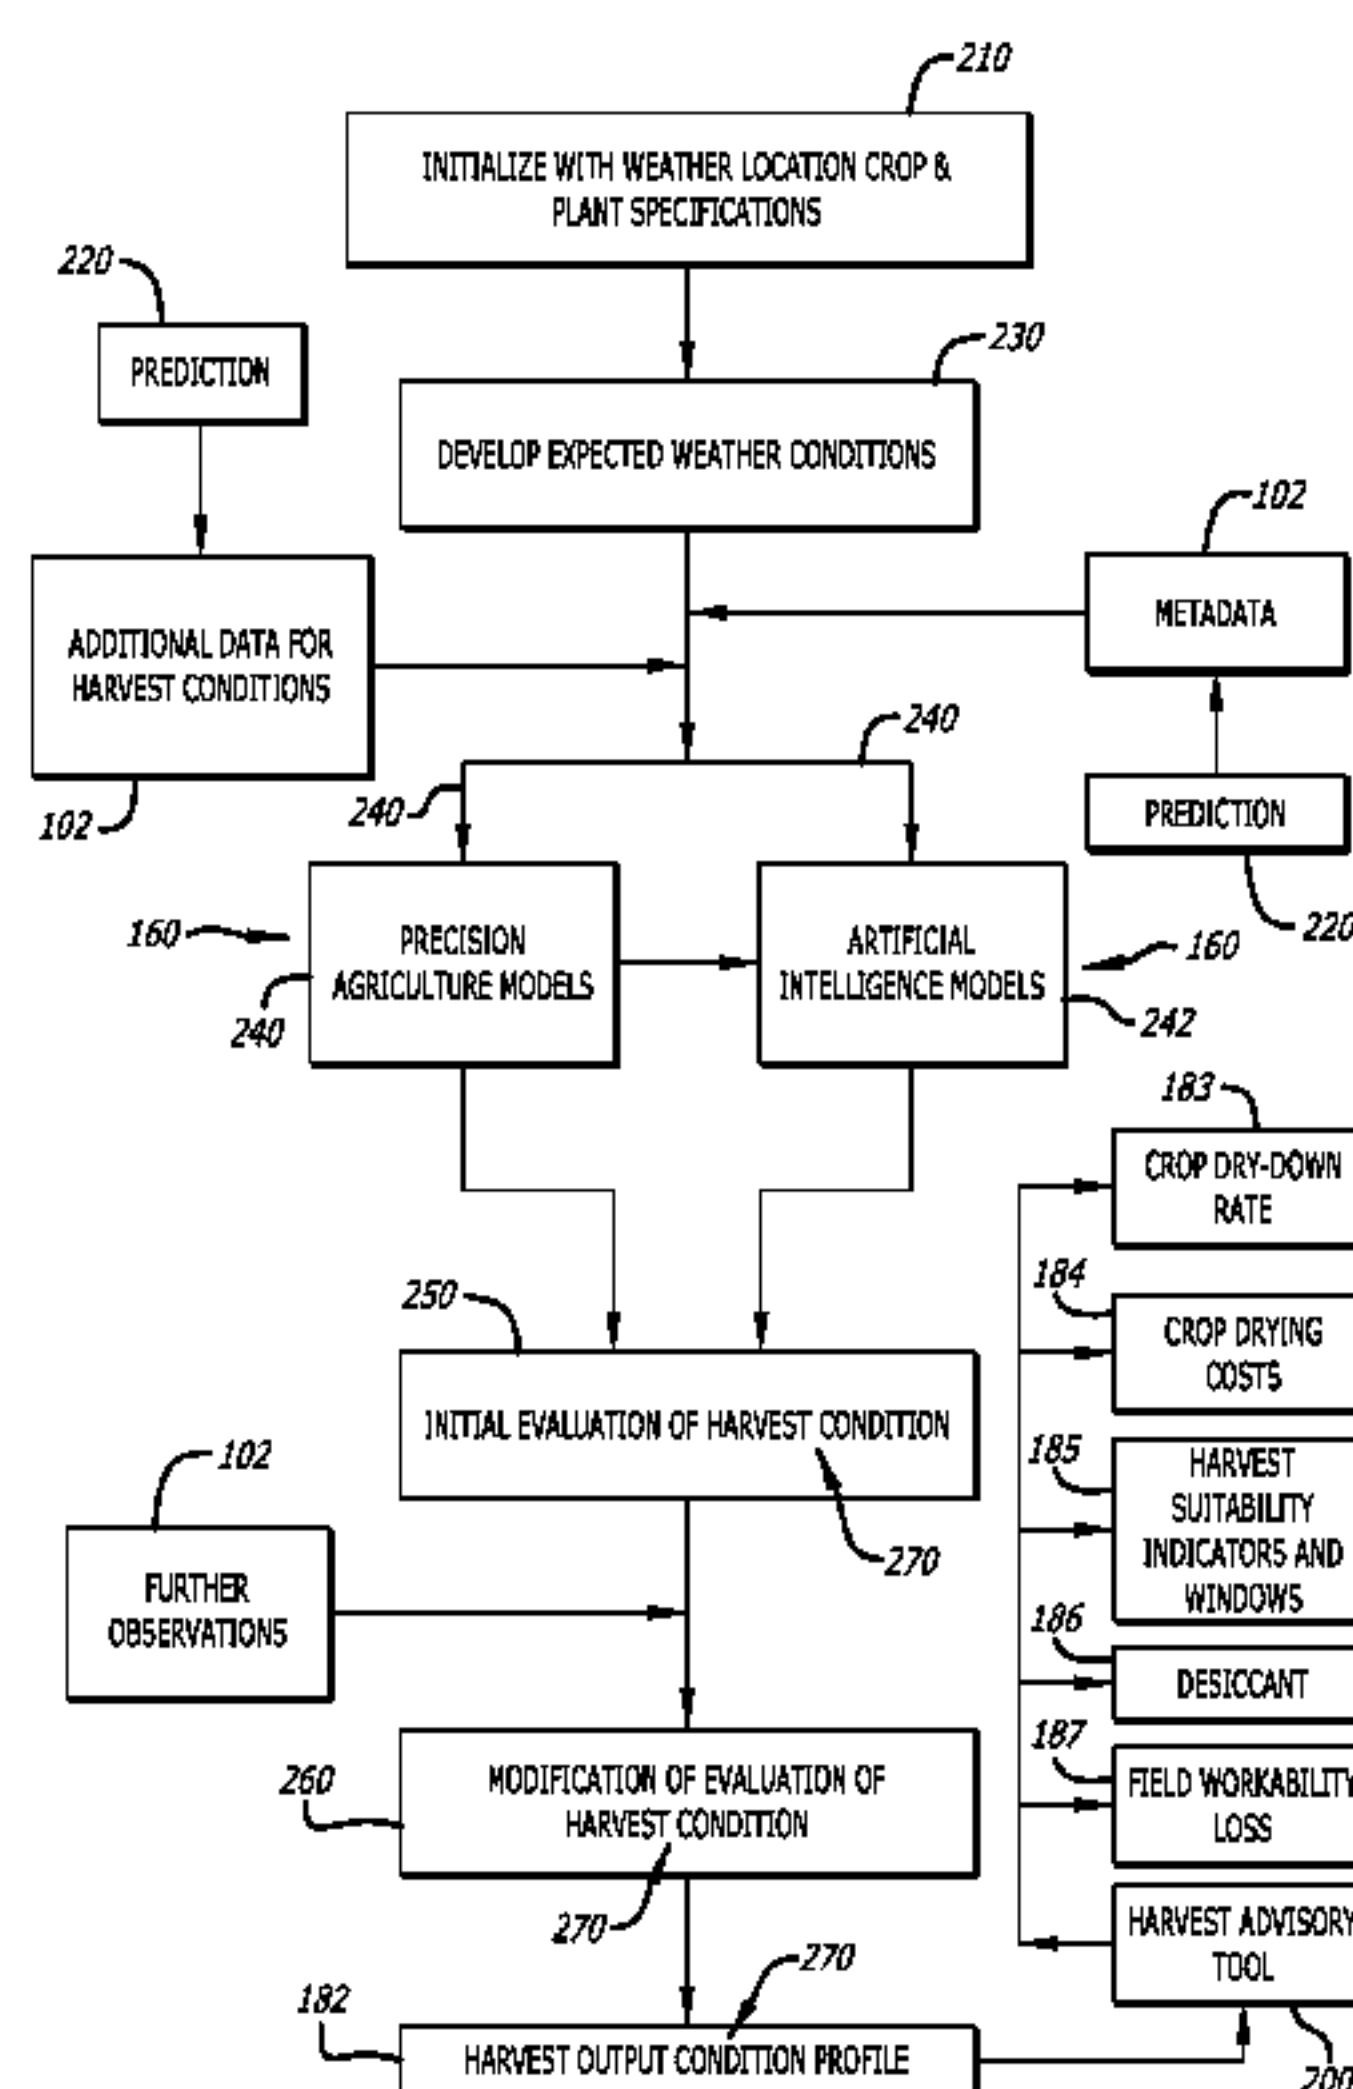 210
INITIALIZE WITH WEATHER LOCATION CROP &
PLANT SPECIFICATIONS
220
PREDICTION
230
DEVELOP EXPECTED WEATHER CONDITIONS
102
METADATA
ADDITIONAL DATA FOR
HARVEST CONDITIONS
102
240
240
PREDICTION
220
160
PRECISION
AGRICULTURE MODELS
240
ARTIFICIAL
INTELLIGENCE MODELS
160
242
183
CROP DRY-DOWN
RATE
184
CROP DRYING
COSTS
250
INITIAL EVALUATION OF HARVEST CONDITION
270
185
HARVEST
SUITABILITY
INDICATORS AND
WINDOWS
102
FURTHER
OBSERVATIONS
186
DESICCANT
187
FIELD WORKABILITY
LOSS
260
MODIFICATION OF EVALUATION OF
HARVEST CONDITION
270
HARVEST ADVISORY
TOOL
200
270
182
HARVEST OUTPUT CONDITION PROFILE